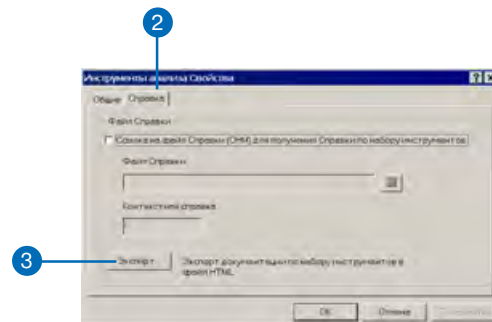 2
Инструменты анализа Свойства
Общие Справка
Файл Справки
Ссылка на файл Справки (CHM) для получения Справки по набору инструментов
Файл Справки
Контекстная справка
3
Экспорт Экспорт документации по набору инструментов в
файл HTML
OK Отмена